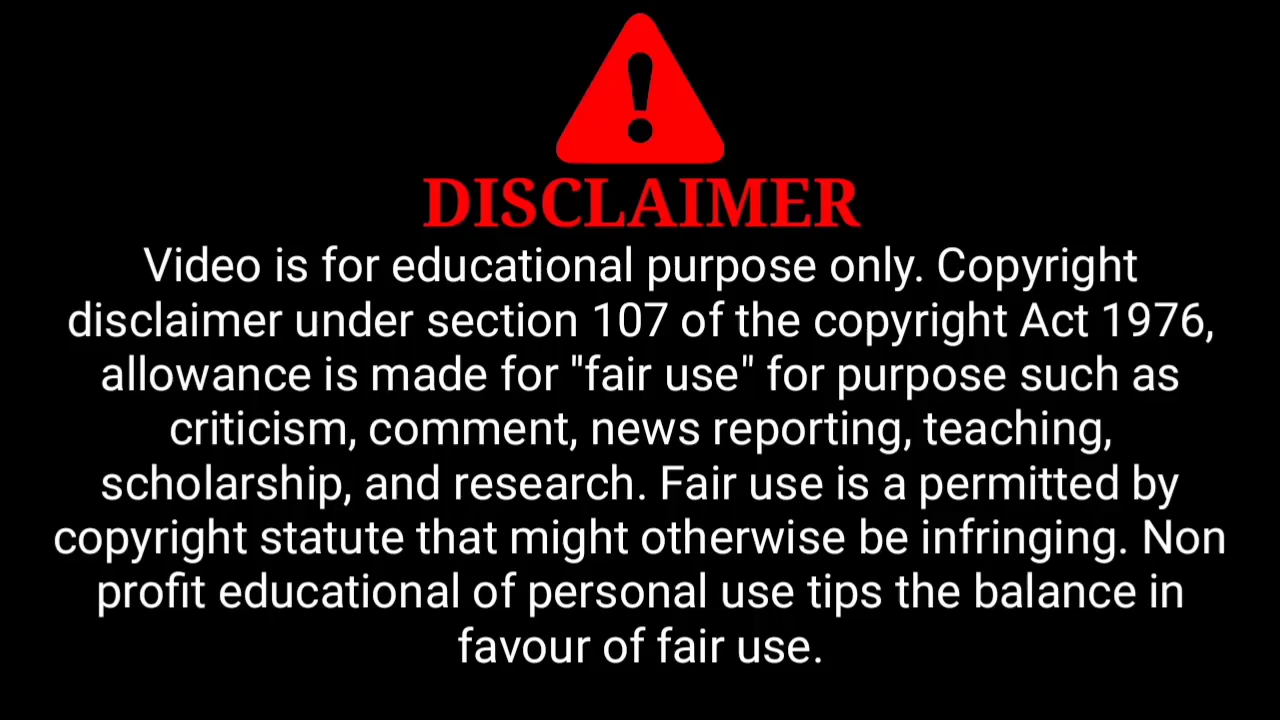 DISCLAIMER
Video is for educational purpose only. Copyright
disclaimer under section 107 of the copyright Act 1976,
allowance is made for "fair use" for purpose such as
criticism, comment, news reporting, teaching,
scholarship, and research. Fair use is a permitted by
copyright statute that might otherwise be infringing. Non
profit educational of personal use tips the balance in
favour of fair use.